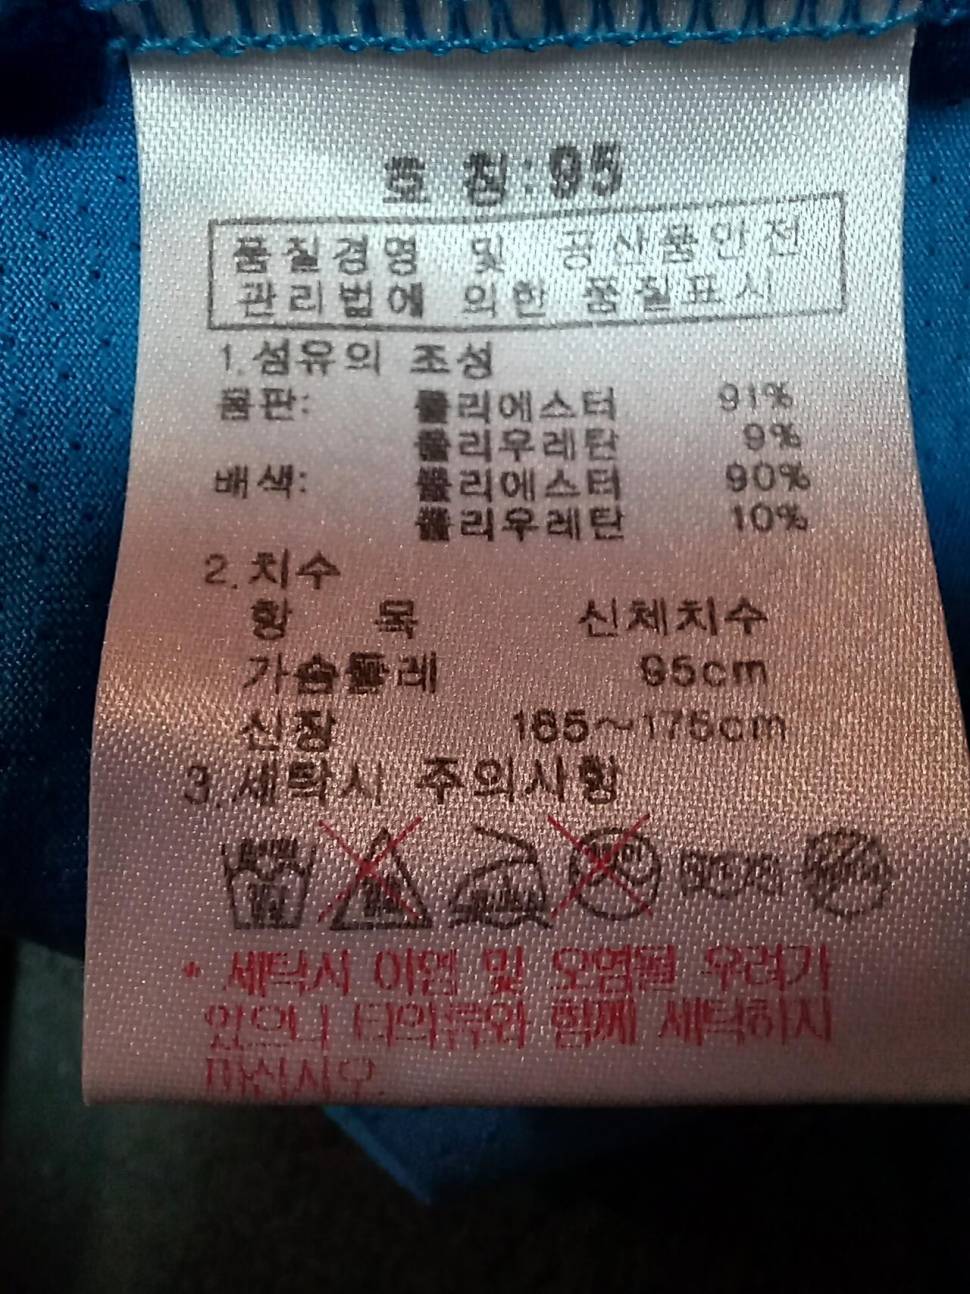 호 칭:95
품질경영 및 공산품안전
관리법에 의한 품질표시
1.섬유의 조성
몸판: 폴리에스터 91%
폴리우레탄 9%
배색: 폴리에스터 90%
폴리우레탄 10%
2.치수
항 목 신체치수
가슴둘레 95cm
신장 165~175cm
3.세탁시 주의사항
* 세탁시 이염 및 오염될 우려가
있으니 타의류와 함께 세탁하지
마십시오.